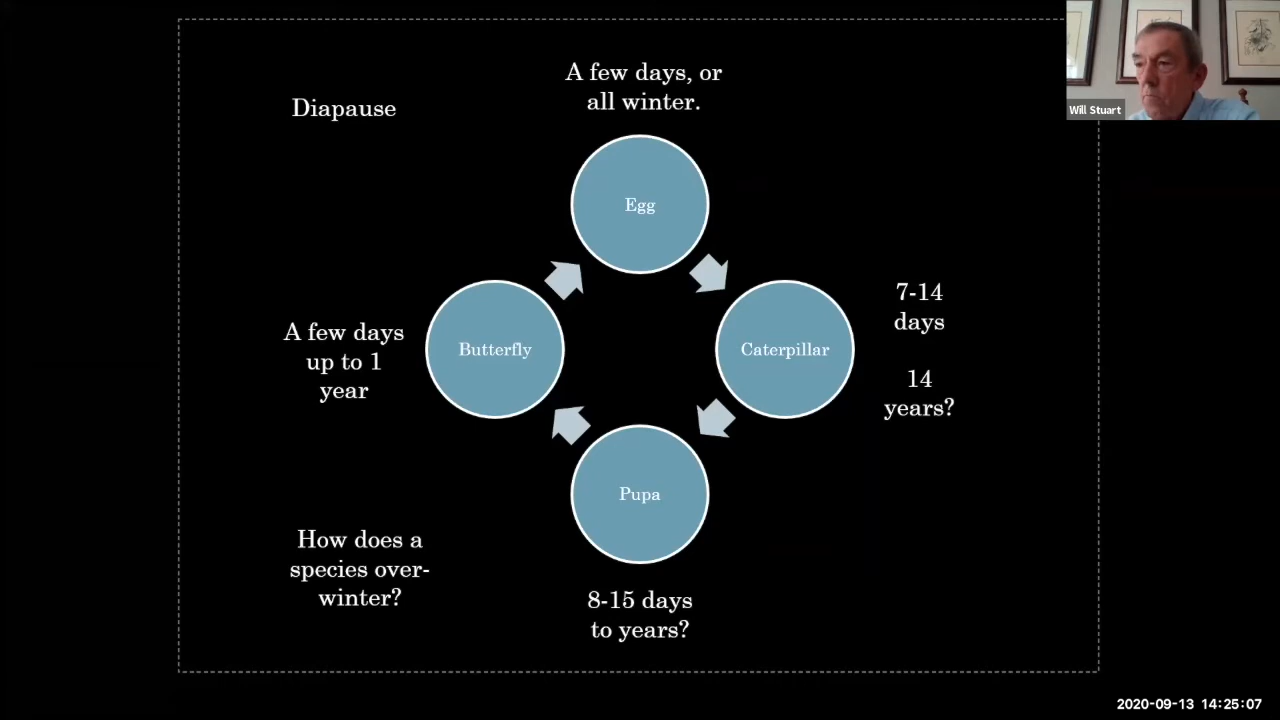 A few days, or
all winter.
Diapause
Will Stuart
Egg
7-14
days
A few days
up to 1
year
Butterfly
Caterpillar
14
years?
Pupa
How does a
species over-
winter?
8-15 days
to years?
2020-09-13 14:25:07